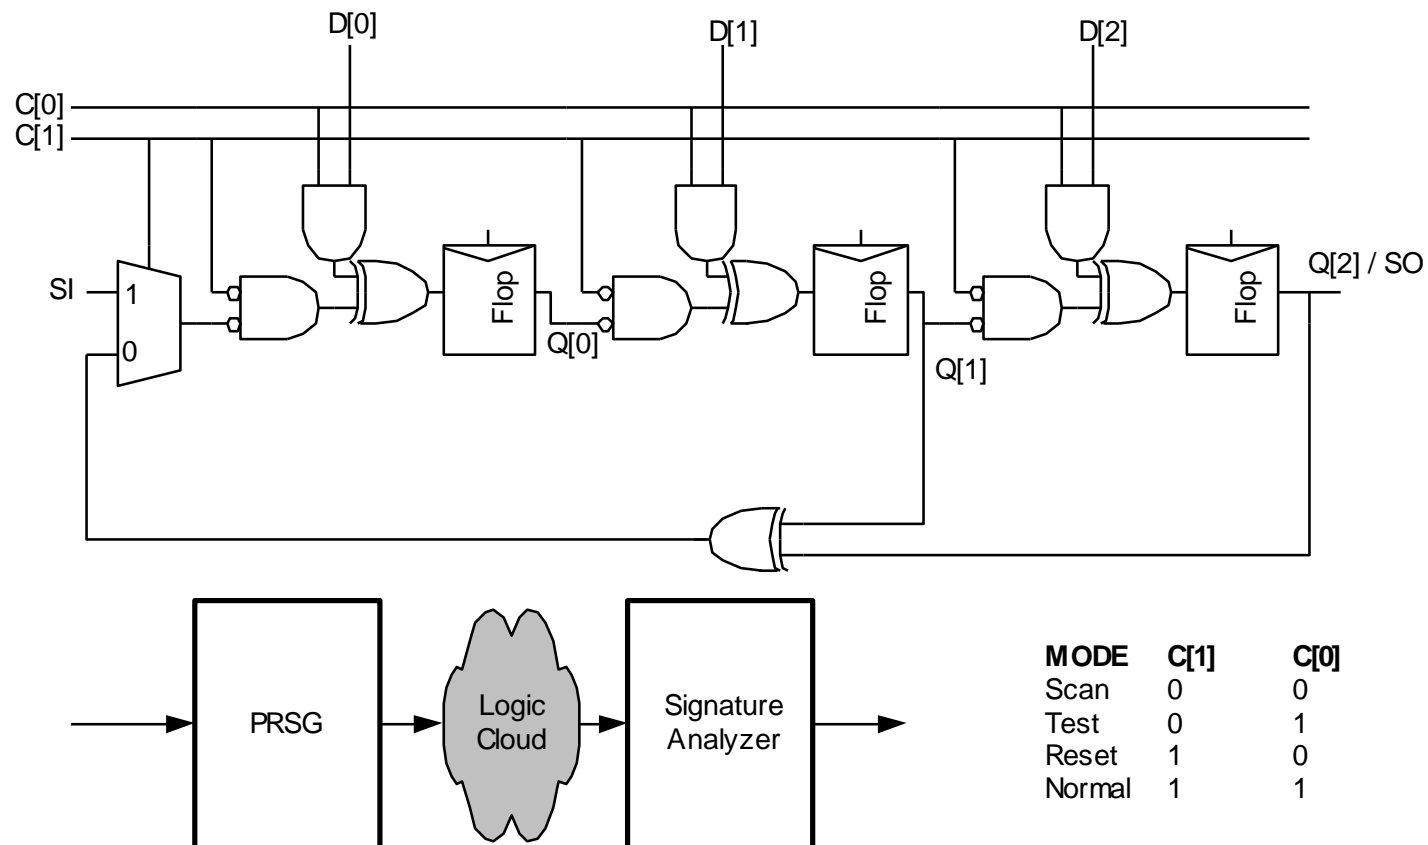 D[0] D[1] D[2]
C[0]
C[1]
SI 1 0
Flop Flop Flop
Q[0] Q[1] Q[2] / SO
PRSG
Logic
Cloud
Signature
Analyzer
MODE C[1] C[0]
Scan 0 0
Test 0 1
Reset 1 0
Normal 1 1